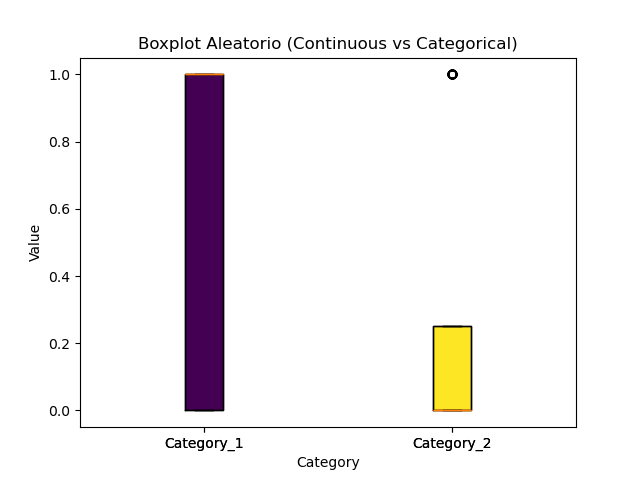 Boxplot Aleatorio (Continuous vs Categorical)
1.0
0.8
0.6
0.4
0.2
0.0
Value
Category_1
Category_2
Category